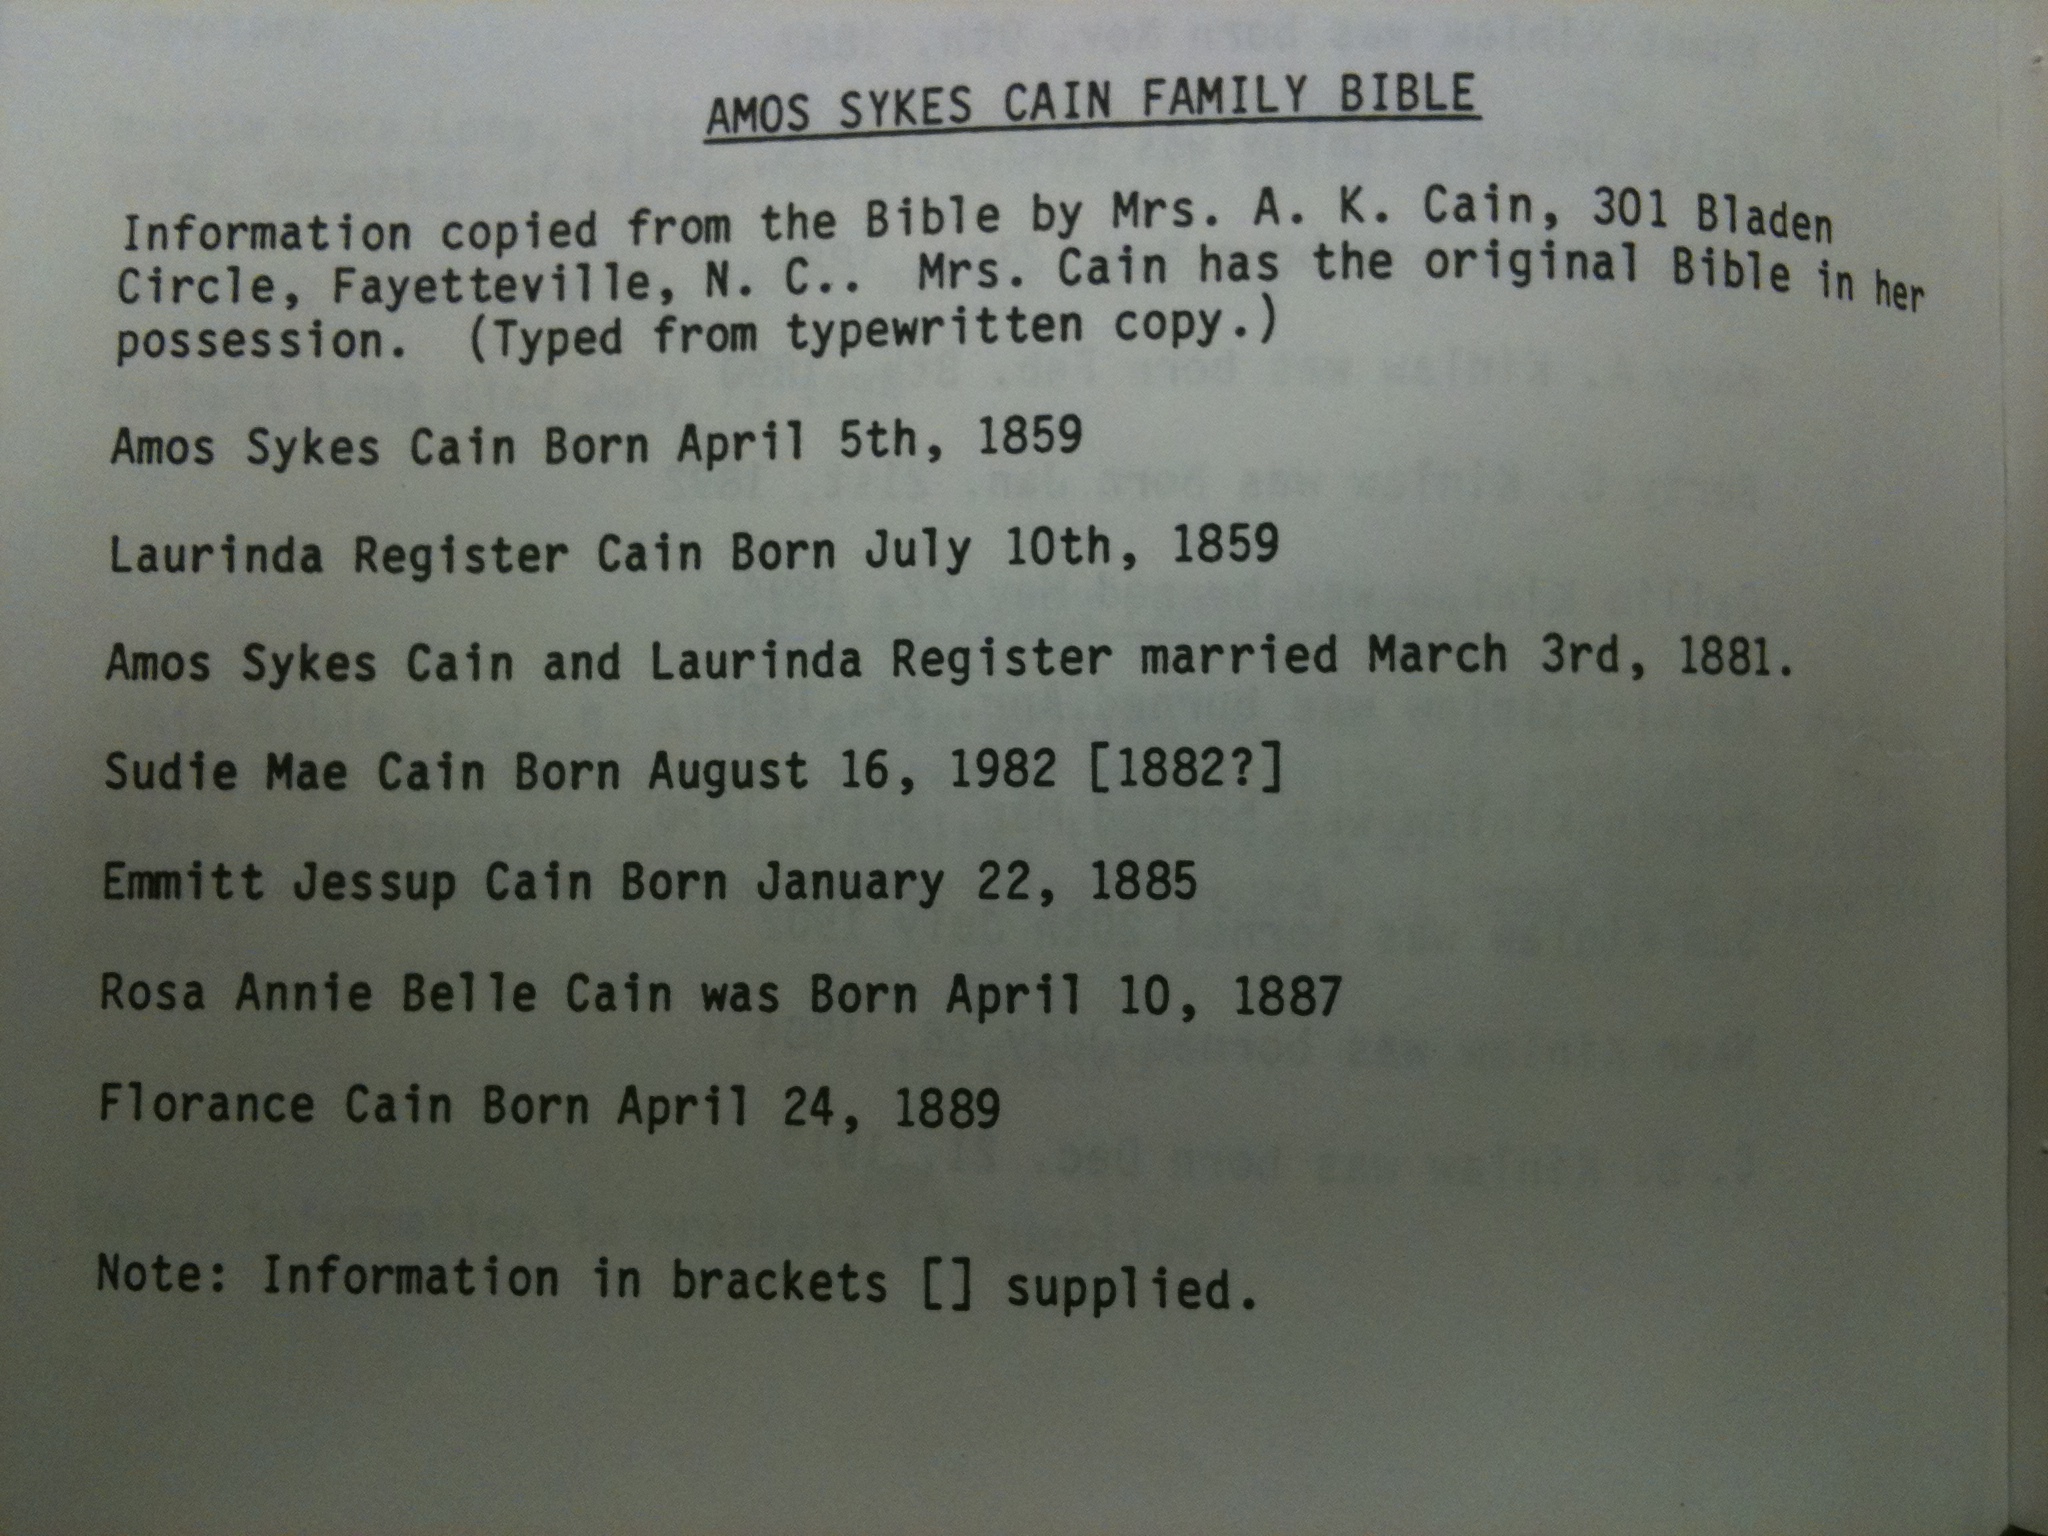 AMOS SYKES CAIN FAMILY BIBLE
Information copied from the Bible by Mrs. A. K. Cain, 301 Bladen
Circle, Fayetteville, N. C.. Mrs. Cain has the original Bible in her
possession. (Typed from typewritten copy.)
Amos Sykes Cain Born April 5th, 1859
Laurinda Register Cain Born July 10th, 1859
Amos Sykes Cain and Laurinda Register married March 3rd, 1881.
Sudie Mae Cain Born August 16, 1982 [1882?]
Emmitt Jessup Cain Born January 22, 1885
Rosa Annie Belle Cain was Born April 10, 1887
Florance Cain Born April 24, 1889
Note: Information in brackets [] supplied.